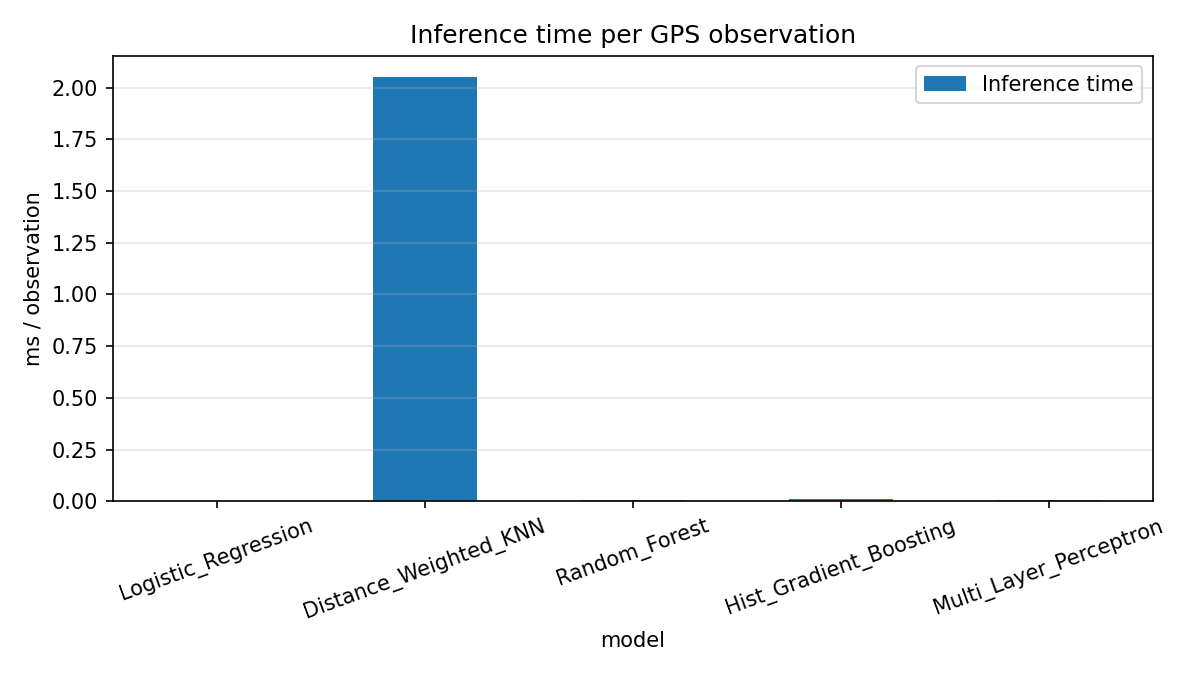 Inference time per GPS observation
Inference time
ms / observation
2.00
1.75
1.50
1.25
1.00
0.75
0.50
0.25
0.00
Logistic_Regression
Distance_Weighted_KNN
Random_Forest
Hist_Gradient_Boosting
Multi_Layer_Perceptron
model